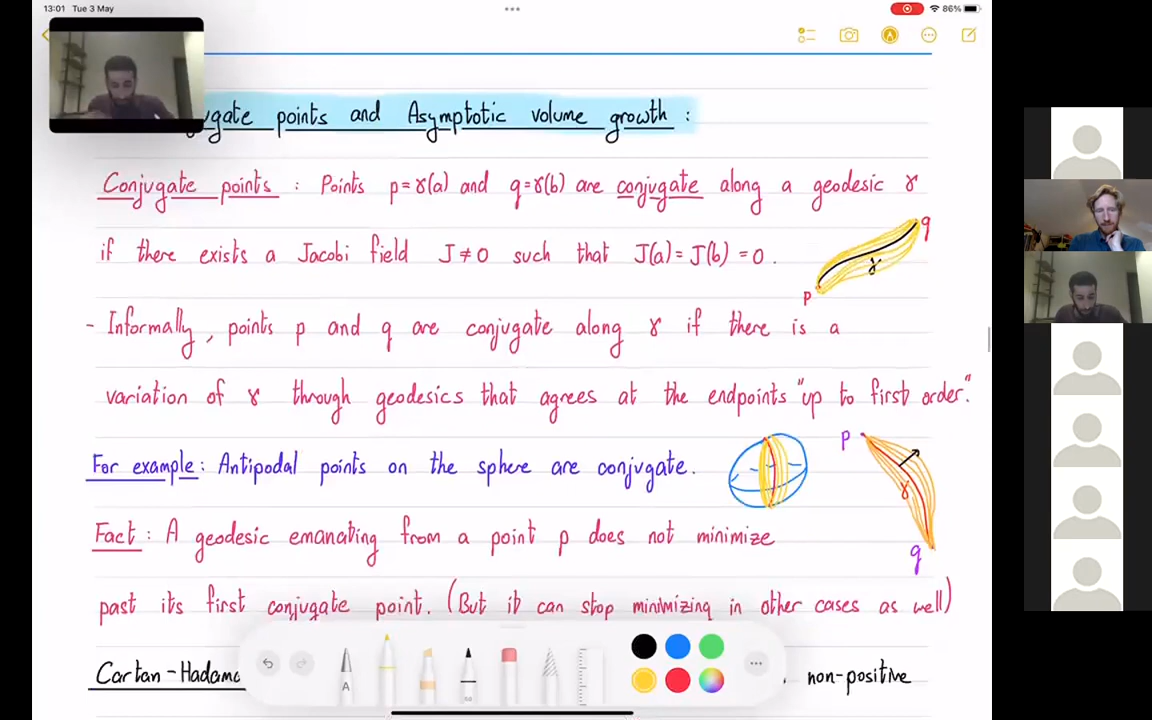 13:01 Tue 3 May
86%
points and Asymptotic volume growth :
Conjugate points : Points p=γ(a) and q=γ(b) are conjugate along a geodesic γ
q
if there exists a Jacobi field J≠0 such that J(a)=J(b)=0.
γ
p
- Informally, points p and q are conjugate along γ if there is a
variation of γ through geodesics that agrees at the endpoints "up to first order."
p
For example: Antipodal points on the sphere are conjugate.
γ
Fact: A geodesic emanating from a point p does not minimize
q
past its first conjugate point. (But it can stop minimizing in other cases as well)
A
50
Cartan-
non-positive